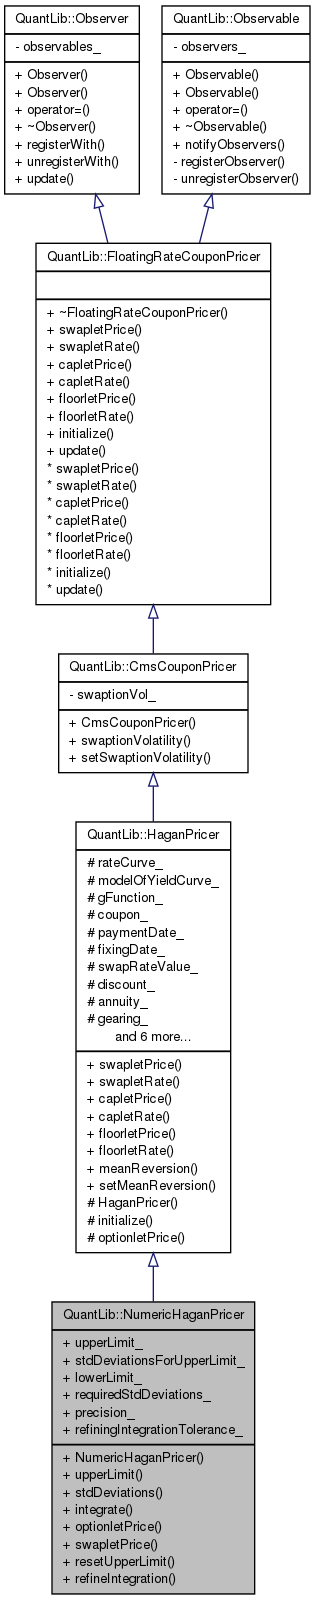 QuantLib::Observer
- observables_
+ Observer()
+ Observer()
+ operator=()
+ ~Observer()
+ registerWith()
+ unregisterWith()
+ update()
QuantLib::Observable
- observers_
+ Observable()
+ Observable()
+ operator=()
+ ~Observable()
+ notifyObservers()
- registerObserver()
- unregisterObserver()
QuantLib::FloatingRateCouponPricer
+ ~FloatingRateCouponPricer()
+ swapletPrice()
+ swapletRate()
+ capletPrice()
+ capletRate()
+ floorletPrice()
+ floorletRate()
+ initialize()
+ update()
* swapletPrice()
* swapletRate()
* capletPrice()
* capletRate()
* floorletPrice()
* floorletRate()
* initialize()
* update()
QuantLib::CmsCouponPricer
- swaptionVol_
+ CmsCouponPricer()
+ swaptionVolatility()
+ setSwaptionVolatility()
QuantLib::HaganPricer
# rateCurve_
# modelOfYieldCurve_
# gFunction_
# coupon_
# paymentDate_
# fixingDate_
# swapRateValue_
# discount_
# annuity_
# gearing_
and 6 more...
+ swapletPrice()
+ swapletRate()
+ capletPrice()
+ capletRate()
+ floorletPrice()
+ floorletRate()
+ meanReversion()
+ setMeanReversion()
# HaganPricer()
# initialize()
# optionletPrice()
QuantLib::NumericHaganPricer
+ upperLimit_
+ stdDeviationsForUpperLimit_
+ lowerLimit_
+ requiredStdDeviations_
+ precision_
+ refiningIntegrationTolerance_
+ NumericHaganPricer()
+ upperLimit()
+ stdDeviations()
+ integrate()
+ optionletPrice()
+ swapletPrice()
+ resetUpperLimit()
+ refineIntegration()